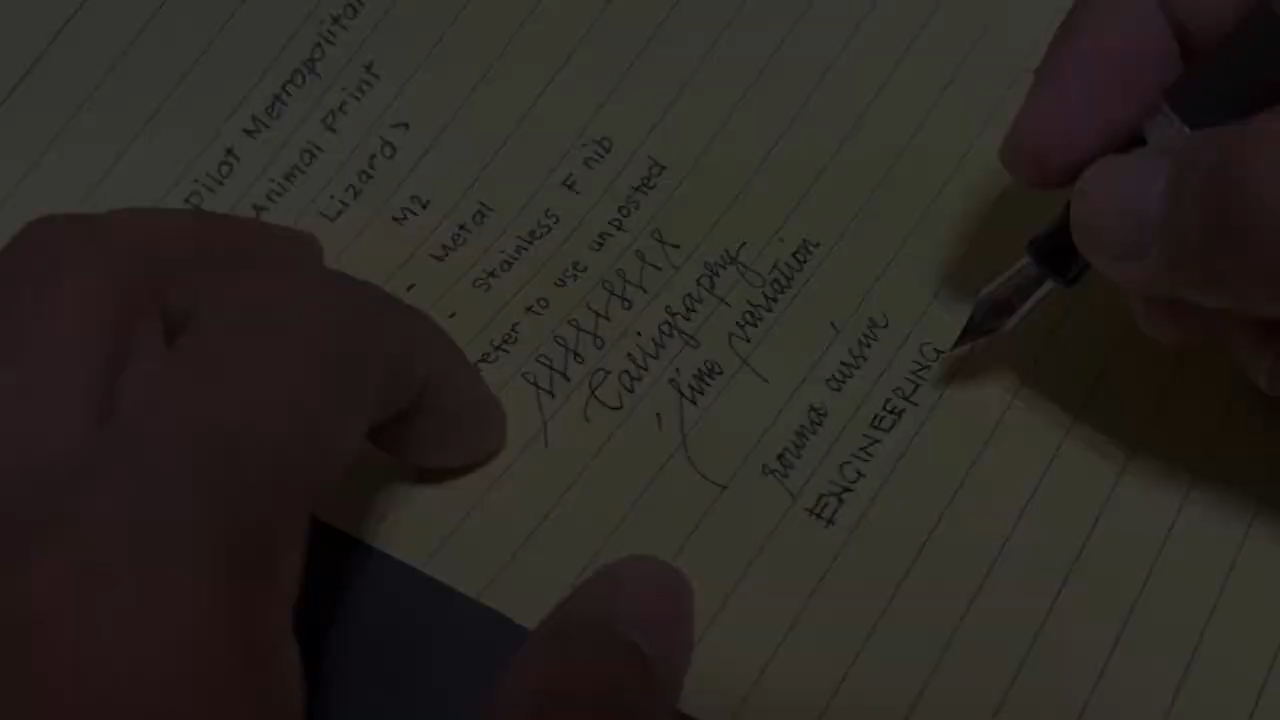 Pilot Metropolitan
Animal Print
Lizard
M2
- Metal
- Stainless F nib
refer to use unposted
Calligraphy
line variation
round cursive
ENGINEERING